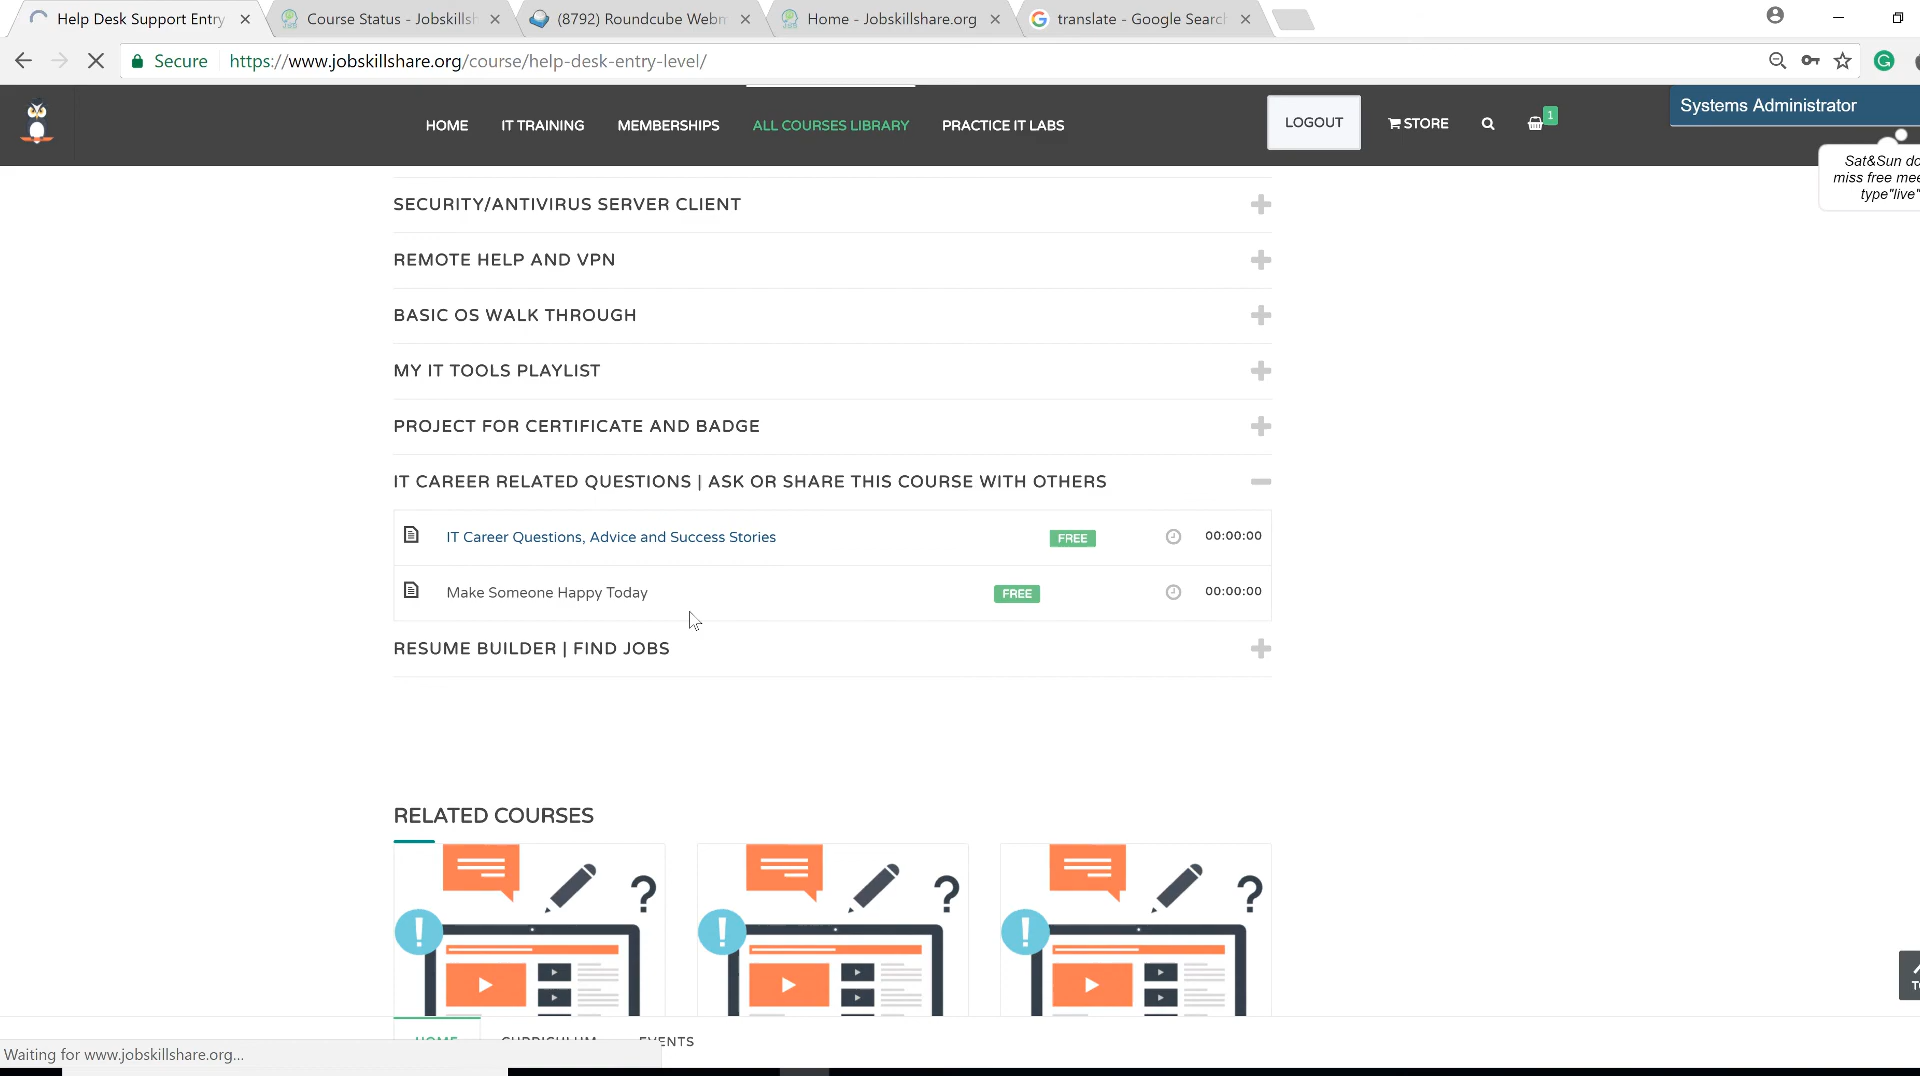 Help Desk Support Entry
Course Status - Jobskillsh
(8792) Roundcube Webm
Home - Jobskillshare.org
translate - Google Search
Secure
https://www.jobskillshare.org/course/help-desk-entry-level/
HOME
IT TRAINING
MEMBERSHIPS
ALL COURSES LIBRARY
PRACTICE IT LABS
LOGOUT
STORE
1
Systems Administrator
Sat&Sun do
miss free mee
type"live"
SECURITY/ANTIVIRUS SERVER CLIENT
REMOTE HELP AND VPN
BASIC OS WALK THROUGH
MY IT TOOLS PLAYLIST
PROJECT FOR CERTIFICATE AND BADGE
IT CAREER RELATED QUESTIONS | ASK OR SHARE THIS COURSE WITH OTHERS
IT Career Questions, Advice and Success Stories FREE 00:00:00
Make Someone Happy Today FREE 00:00:00
RESUME BUILDER | FIND JOBS
RELATED COURSES
HOME
CURRICULUM
EVENTS
Waiting for www.jobskillshare.org...